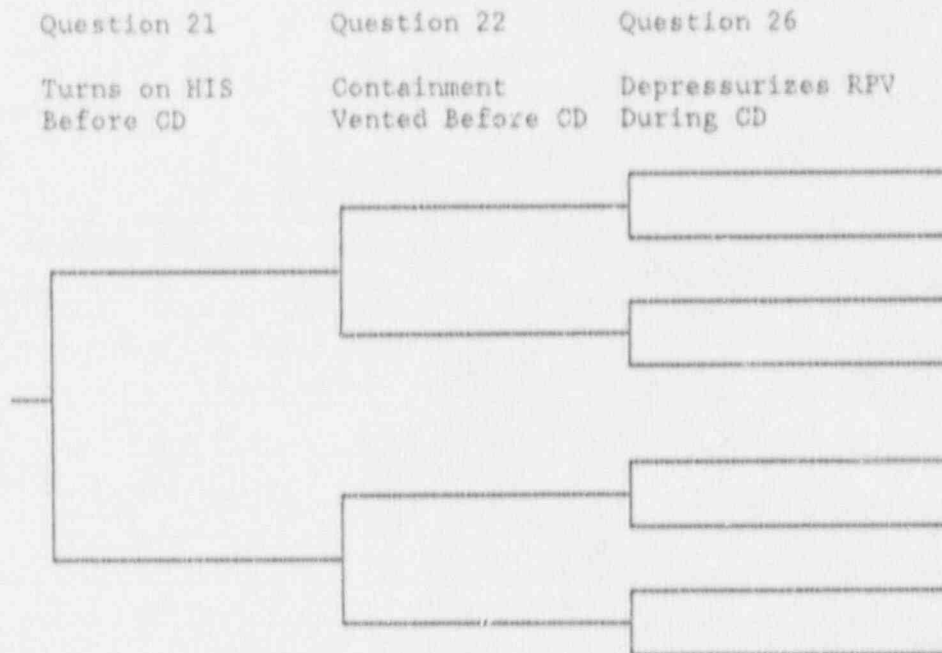 Question 21 Question 22 Question 26
Turns on HIS Containment Depressurizes RPV
Before CD Vented Before CD During CD